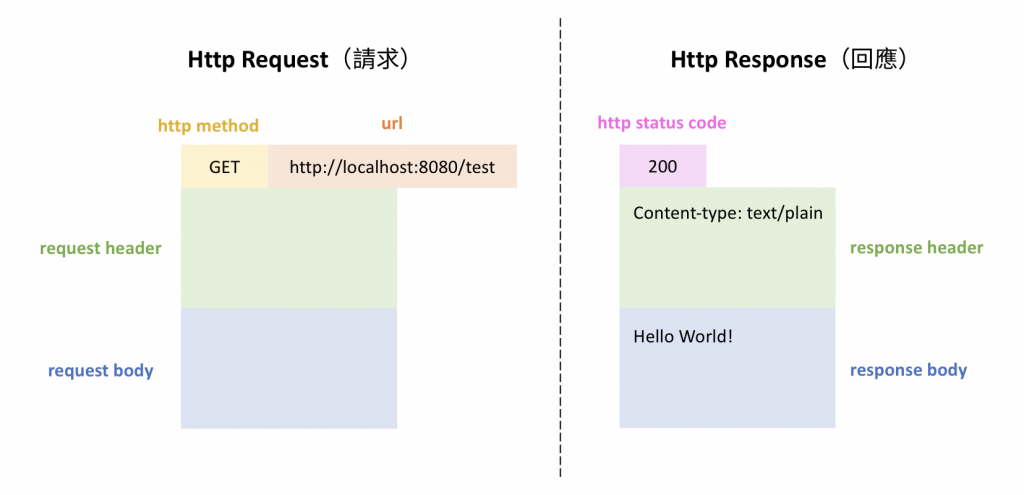 Http Request（請求）
http method
url
GET
http://localhost:8080/test
request header
request body
Http Response（回應）
http status code
200
Content-type: text/plain
response header
Hello World!
response body